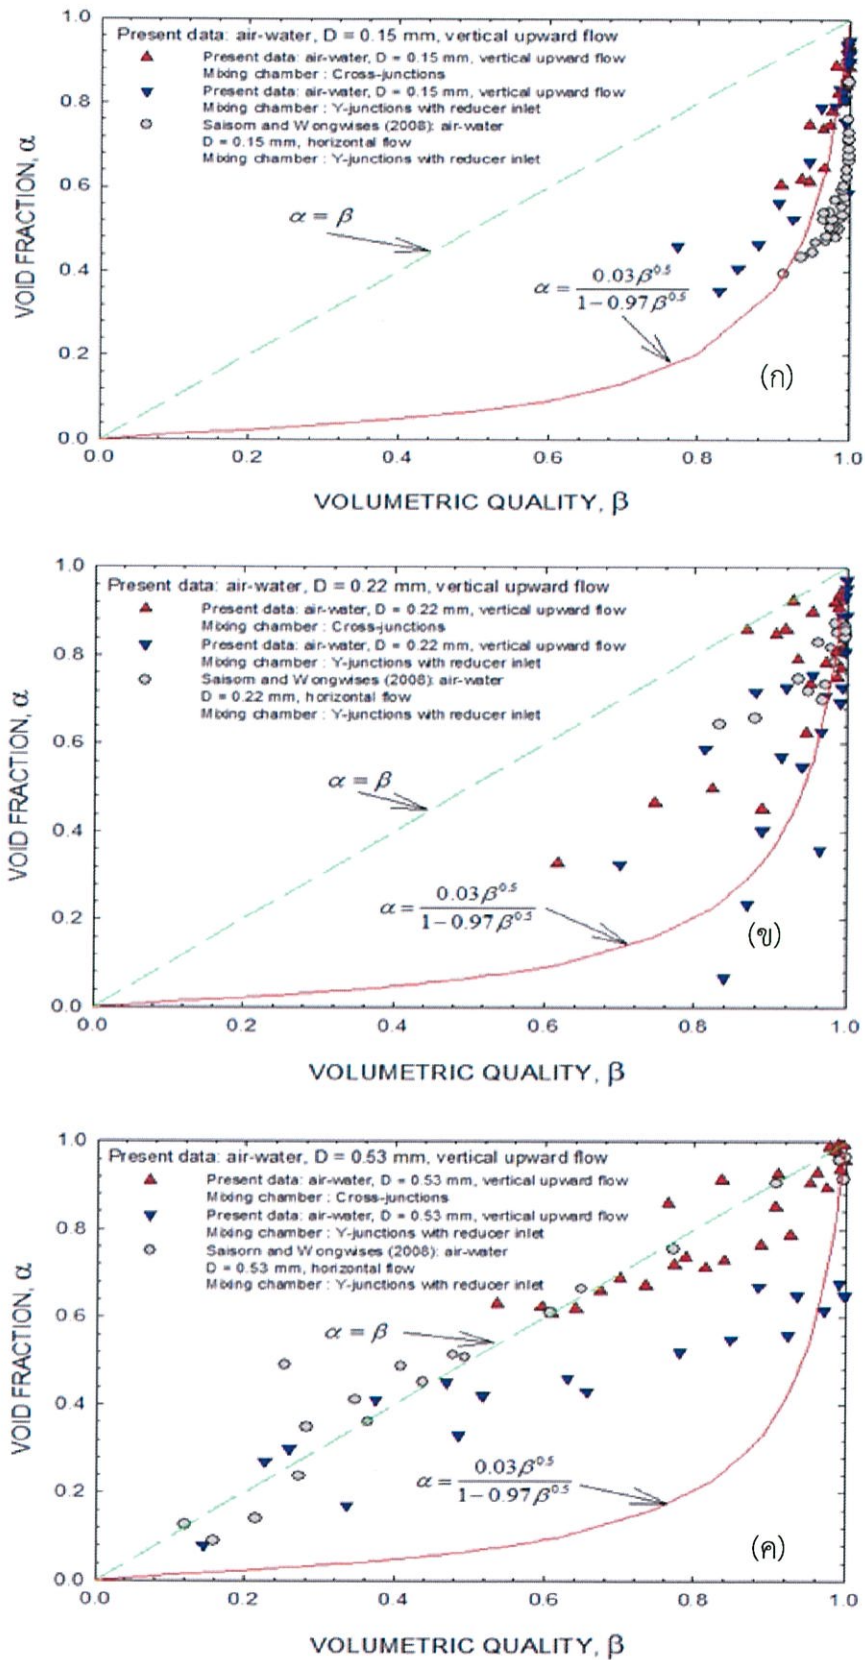 Present data: air-water, D = 0.15 mm, vertical upward flow
Present data: air-water, D = 0.15 mm, vertical upward flow
Mixing chamber : Cross-junctions
Present data: air-water, D = 0.15 mm, vertical upward flow
Mixing chamber : Y-junctions with reducer inlet
Saisorn and Wongwises (2008): air-water
D = 0.15 mm, horizontal flow
Mixing chamber : Y-junctions with reducer inlet
VOID FRACTION, α
1.0
0.8
0.6
0.4
0.2
0.0
α = β
α = 0.03β^0.5 / 1−0.97β^0.5
(ก)
0.0 0.2 0.4 0.6 0.8 1.0
VOLUMETRIC QUALITY, β
Present data: air-water, D = 0.22 mm, vertical upward flow
Present data: air-water, D = 0.22 mm, vertical upward flow
Mixing chamber : Cross-junctions
Present data: air-water, D = 0.22 mm, vertical upward flow
Mixing chamber : Y-junctions with reducer inlet
Saisorn and Wongwises (2008): air-water
D = 0.22 mm, horizontal flow
Mixing chamber : Y-junctions with reducer inlet
VOID FRACTION, α
1.0
0.8
0.6
0.4
0.2
0.0
α = β
α = 0.03β^0.5 / 1−0.97β^0.5
(ข)
0.0 0.2 0.4 0.6 0.8 1.0
VOLUMETRIC QUALITY, β
Present data: air-water, D = 0.53 mm, vertical upward flow
Present data: air-water, D = 0.53 mm, vertical upward flow
Mixing chamber : Cross-junctions
Present data: air-water, D = 0.53 mm, vertical upward flow
Mixing chamber : Y-junctions with reducer inlet
Saisorn and Wongwises (2008): air-water
D = 0.53 mm, horizontal flow
Mixing chamber : Y-junctions with reducer inlet
VOID FRACTION, α
1.0
0.8
0.6
0.4
0.2
0.0
α = β
α = 0.03β^0.5 / 1−0.97β^0.5
(ค)
0.0 0.2 0.4 0.6 0.8 1.0
VOLUMETRIC QUALITY, β